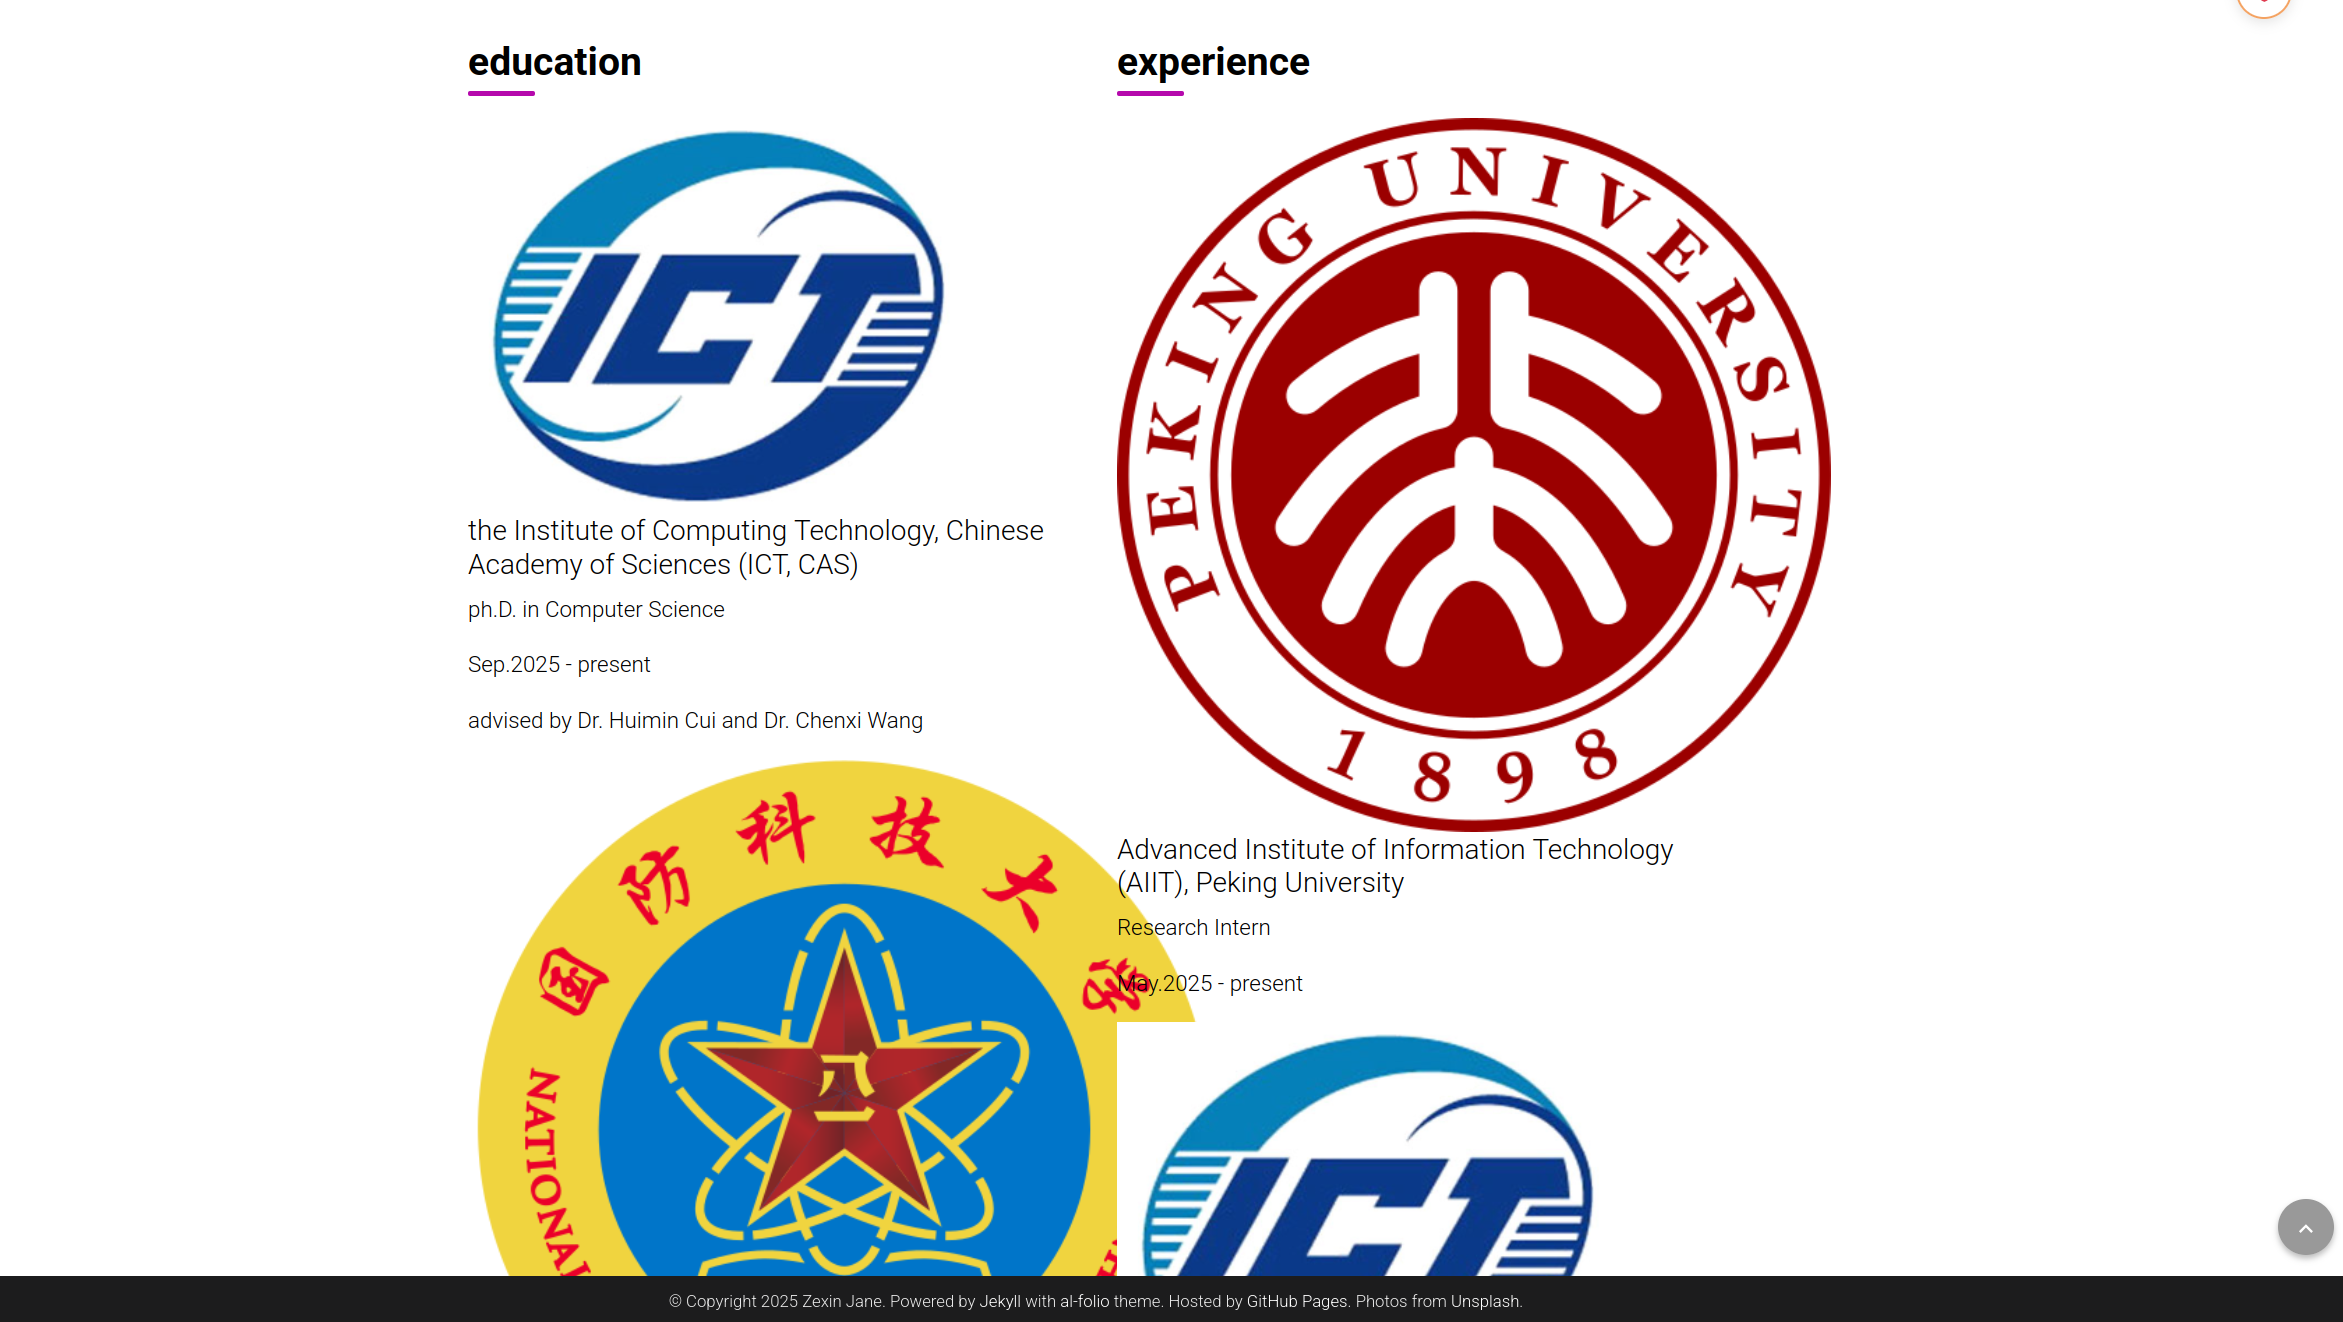 education
ICT
the Institute of Computing Technology, Chinese
Academy of Sciences (ICT, CAS)
ph.D. in Computer Science
Sep.2025 - present
advised by Dr. Huimin Cui and Dr. Chenxi Wang
国防科技大学
八一
NATIONAL
experience
PEKING UNIVERSITY
1898
Advanced Institute of Information Technology
(AIIT), Peking University
Research Intern
May.2025 - present
ICT
© Copyright 2025 Zexin Jane. Powered by Jekyll with al-folio theme. Hosted by GitHub Pages. Photos from Unsplash.